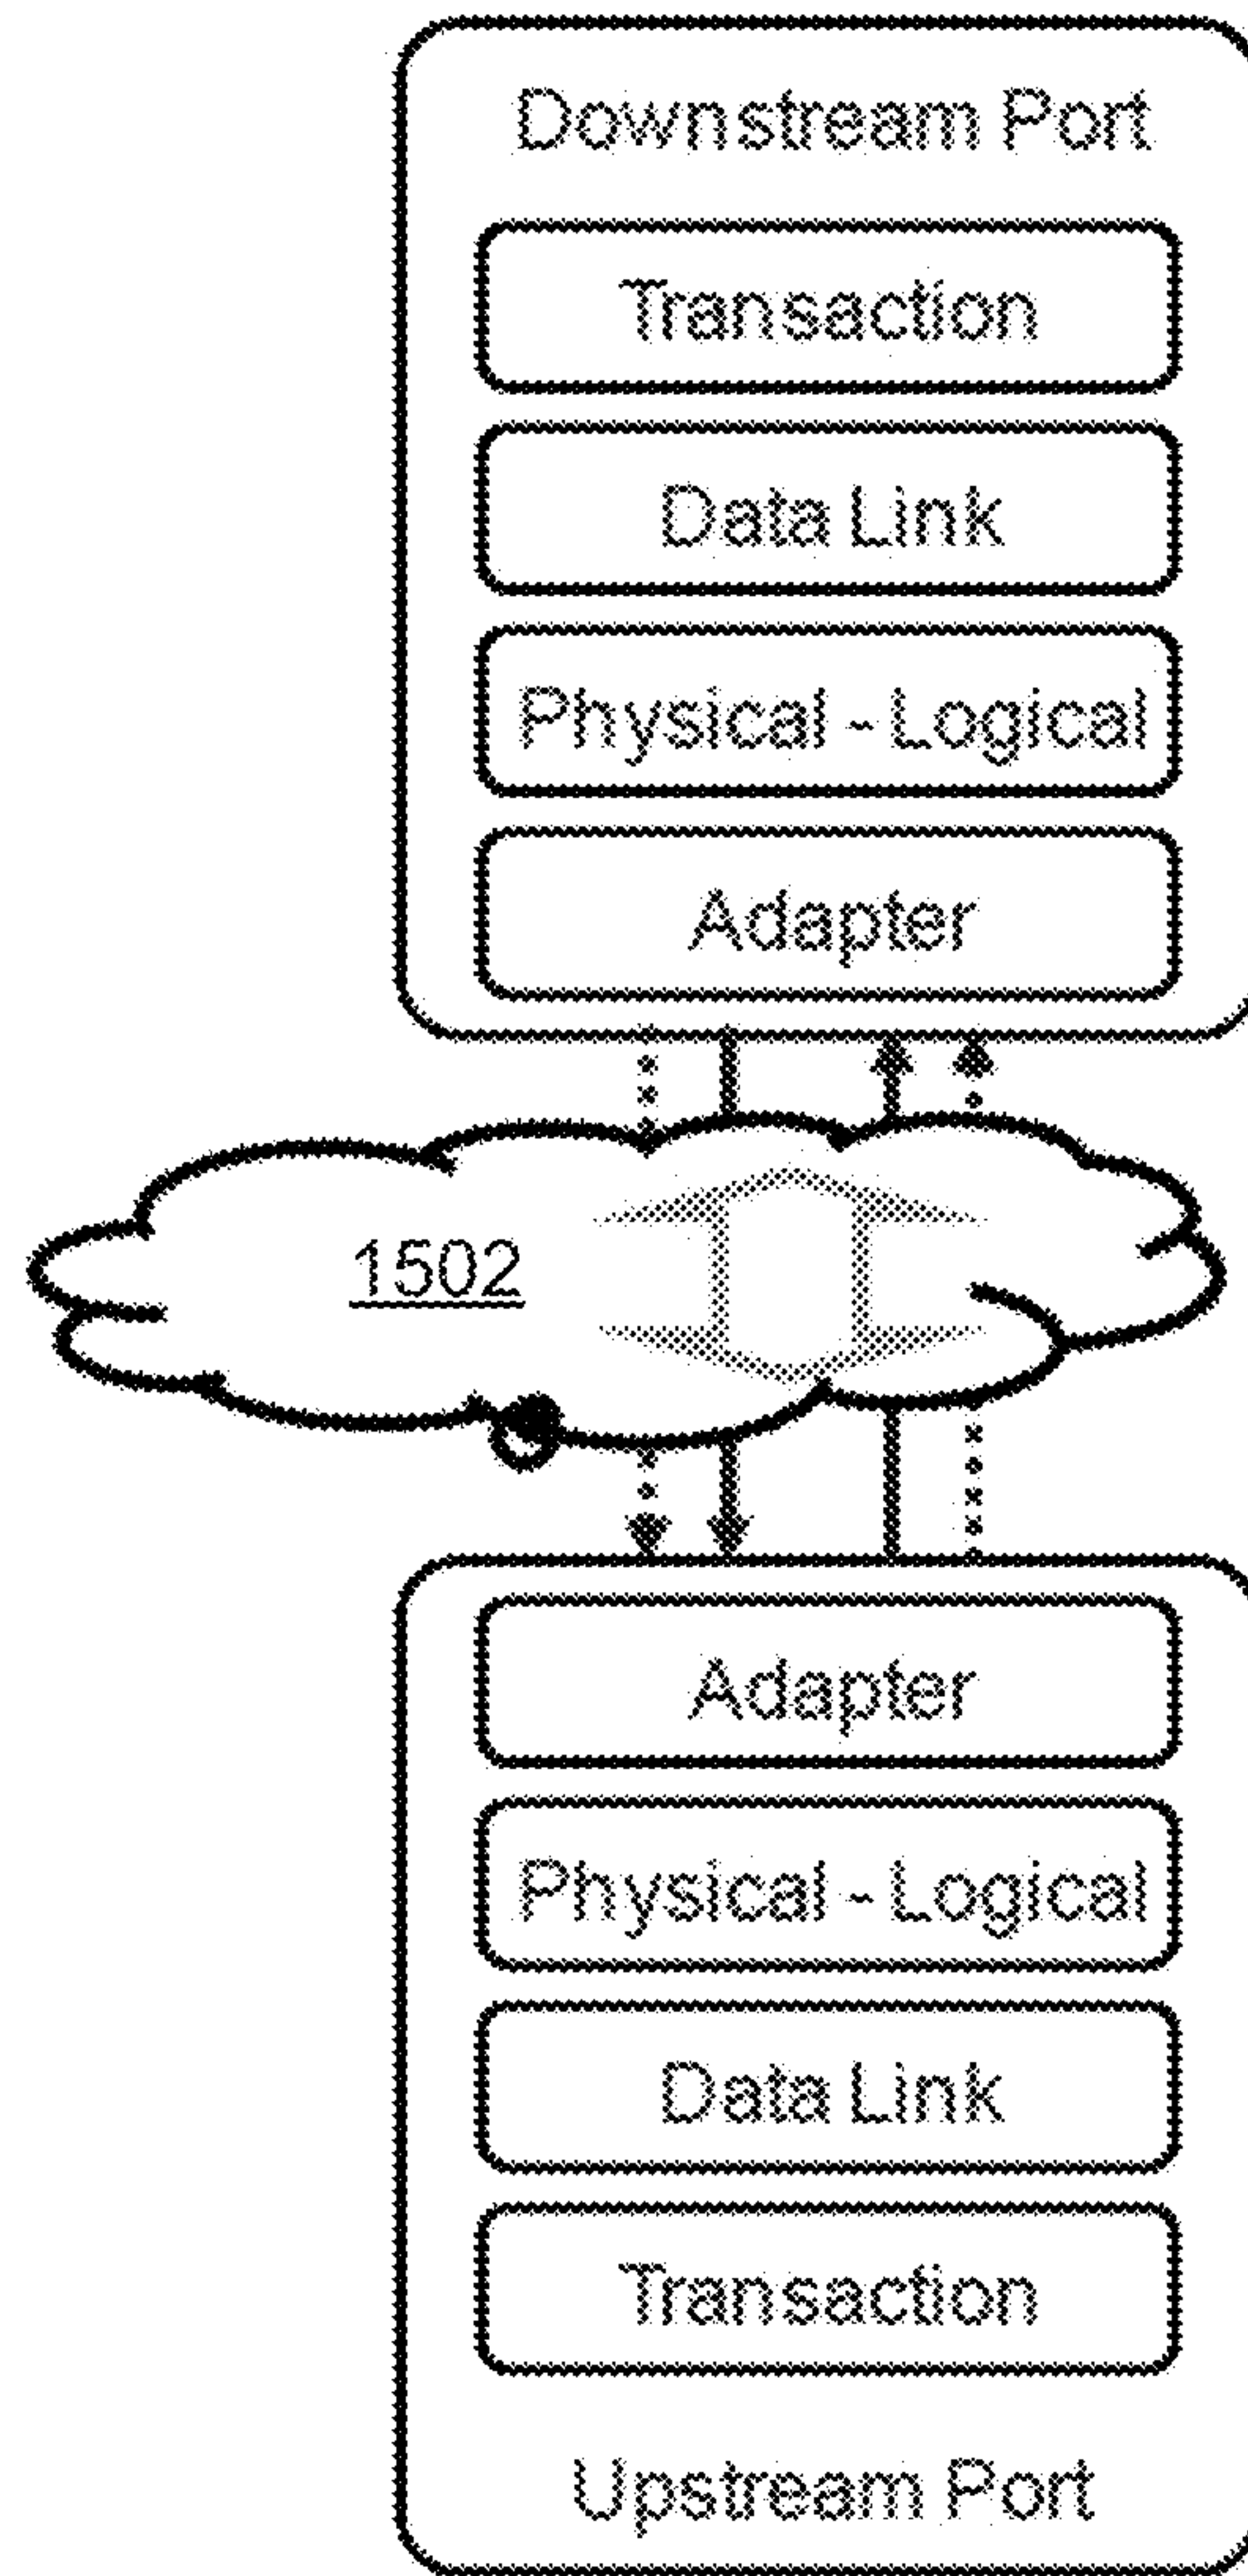 Downstream Port
Transaction
Data Link
Physical - Logical
Adapter
1502
Adapter
Physical - Logical
Data Link
Transaction
Upstream Port